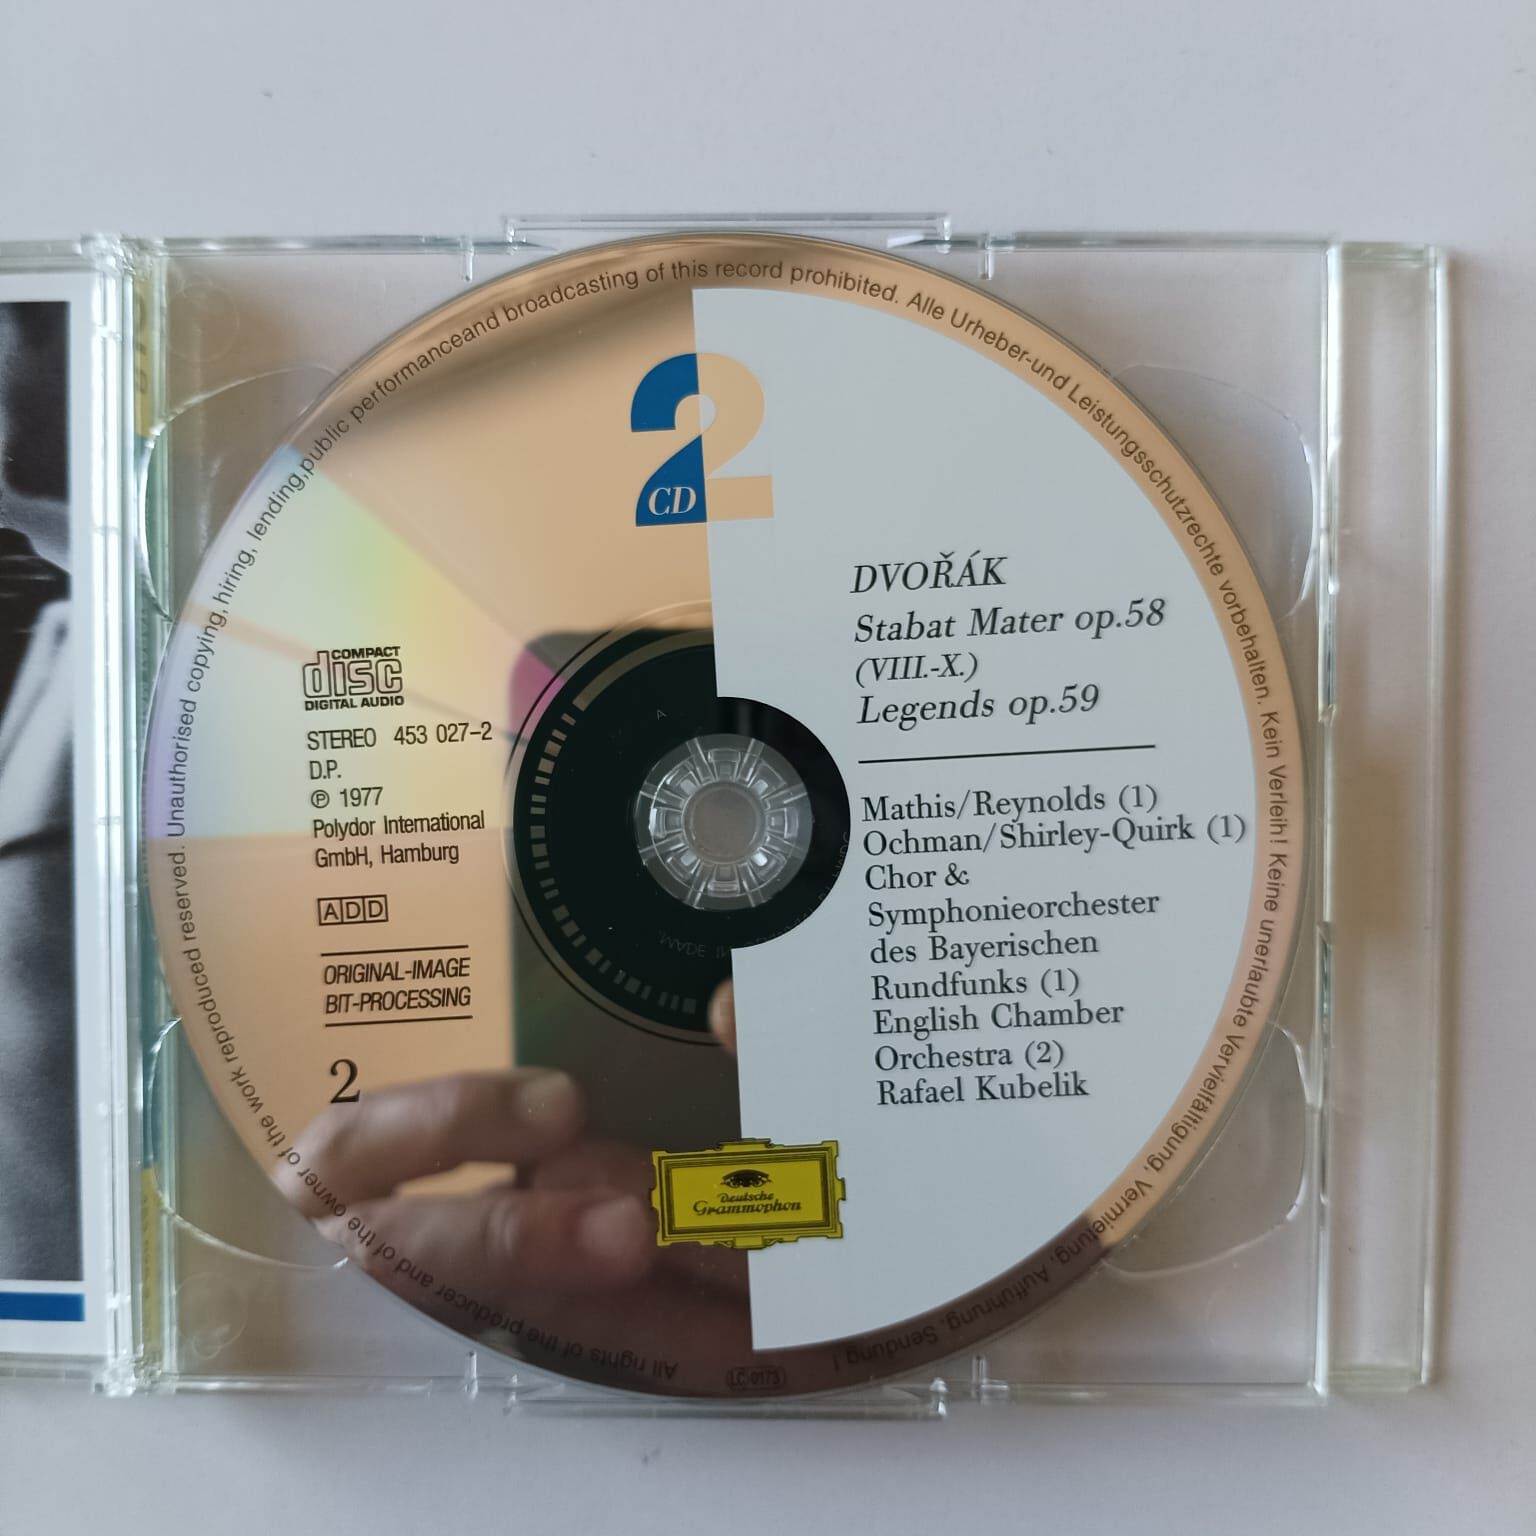 2
CD
DVOŘÁK
Stabat Mater op.58
(VIII.-X.)
Legends op.59
Mathis/Reynolds (1)
Ochman/Shirley-Quirk (1)
Chor &
Symphonieorchester
des Bayerischen
Rundfunks (1)
English Chamber
Orchestra (2)
Rafael Kubelik
COMPACT
disc
DIGITAL AUDIO
STEREO 453 027-2
D.P.
℗ 1977
Polydor International
GmbH, Hamburg
ADD
ORIGINAL-IMAGE
BIT-PROCESSING
2
Deutsche
Grammophon
All rights of the producer and of the owner of the work reproduced reserved. Unauthorised copying, hiring, lending,public performanceand broadcasting of this record prohibited. Alle Urheber-und Leistungsschutzrechte vorbehalten. Kein Verleih! Keine unerlaubte Vervielfältigung, Vermietung, Aufführung, Sendung!
LC 0173
A
MADE